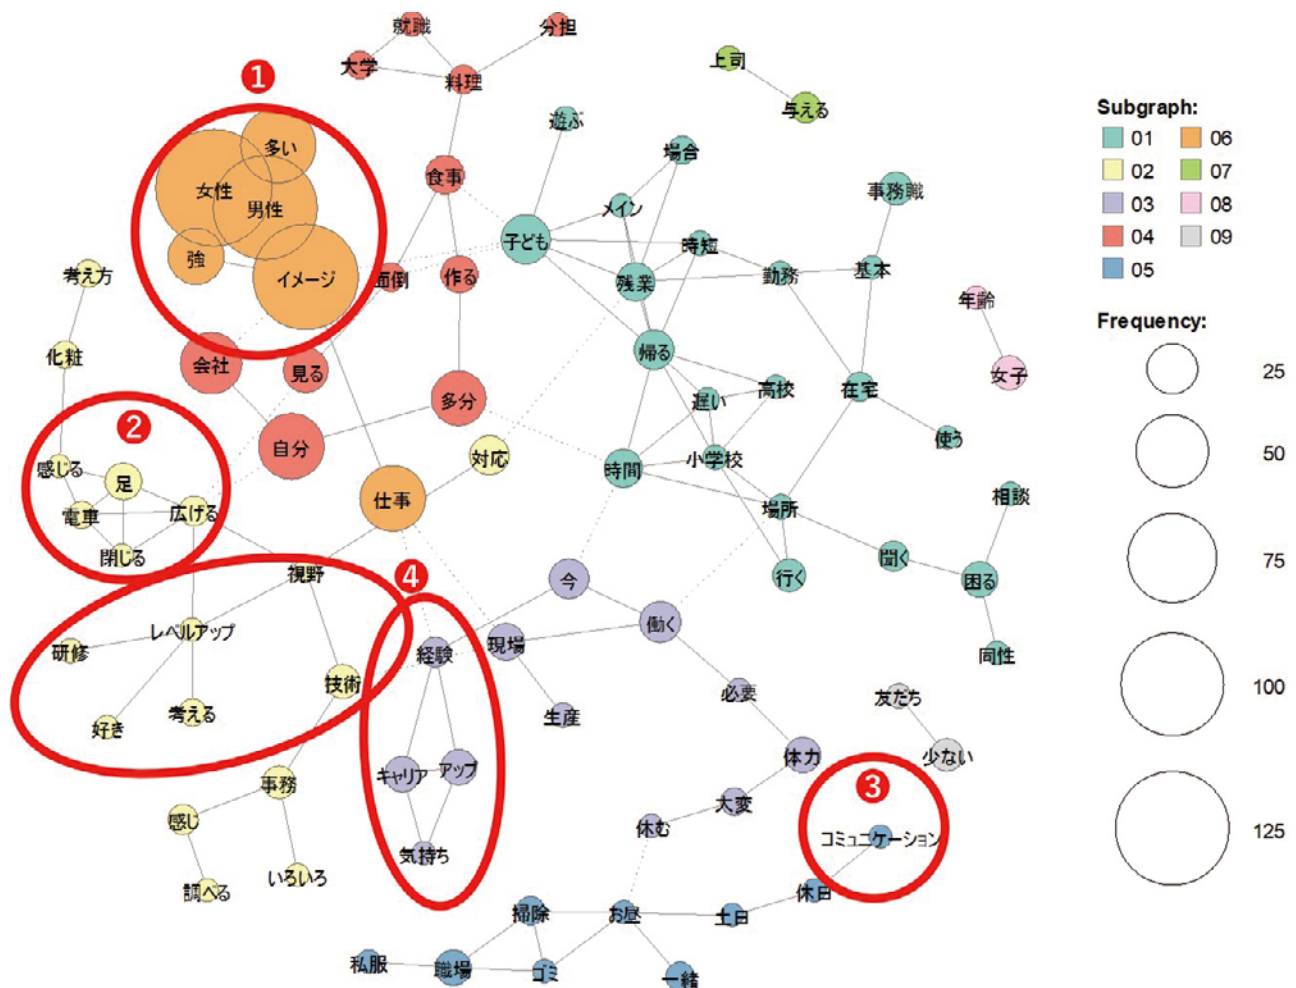 就職
分担
大学
料理
上司
与える
❶
遊ぶ
多い
場合
女性
男性
食事
メイン
事務職
強
イメージ
子ども
時短
考え方
面倒
作る
残業
勤務
基本
年齢
化粧
会社
見る
帰る
女子
多分
遅い
高校
在宅
❷
自分
使う
感じる
足
対応
時間
小学校
電車
広げる
仕事
場所
相談
閉じる
視野
❹
今
行く
聞く
困る
レベルアップ
研修
経験
現場
働く
同性
技術
必要
友だち
好き
考える
生産
体力
少ない
事務
キャリア
アップ
❸
感じ
大変
休む
コミュニケーション
気持ち
調べる
いろいろ
休日
掃除
お昼
土日
私服
職場
ゴミ
一緒
Subgraph:
01 06
02 07
03 08
04 09
05
Frequency:
25
50
75
100
125